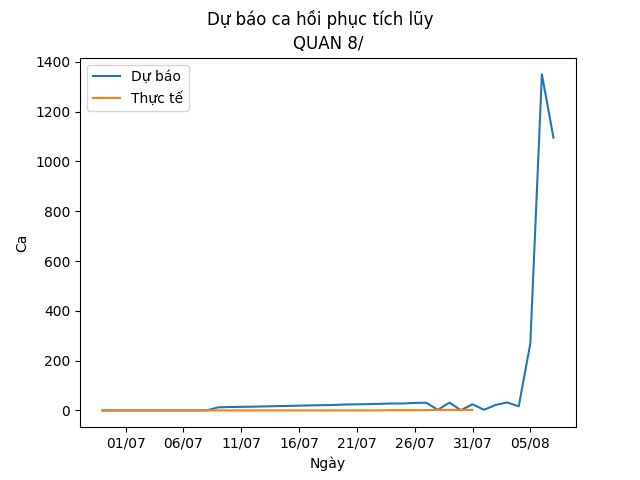 Dự báo ca hồi phục tích lũy
QUAN 8/
Dự báo
Thực tế
1400
1200
1000
800
600
400
200
0
Ca
01/07 06/07 11/07 16/07 21/07 26/07 31/07 05/08
Ngày